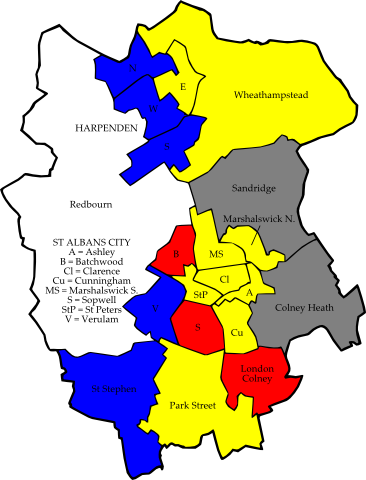 N
E
Wheathampstead
W
HARPENDEN
S
Sandridge
Redbourn
Marshalswick N.
ST ALBANS CITY
A = Ashley
B = Batchwood
Cl = Clarence
Cu = Cunningham
MS = Marshalswick S.
S = Sopwell
StP = St Peters
V = Verulam
B
MS
Cl
StP
A
V
Colney Heath
S
Cu
London
Colney
St Stephen
Park Street